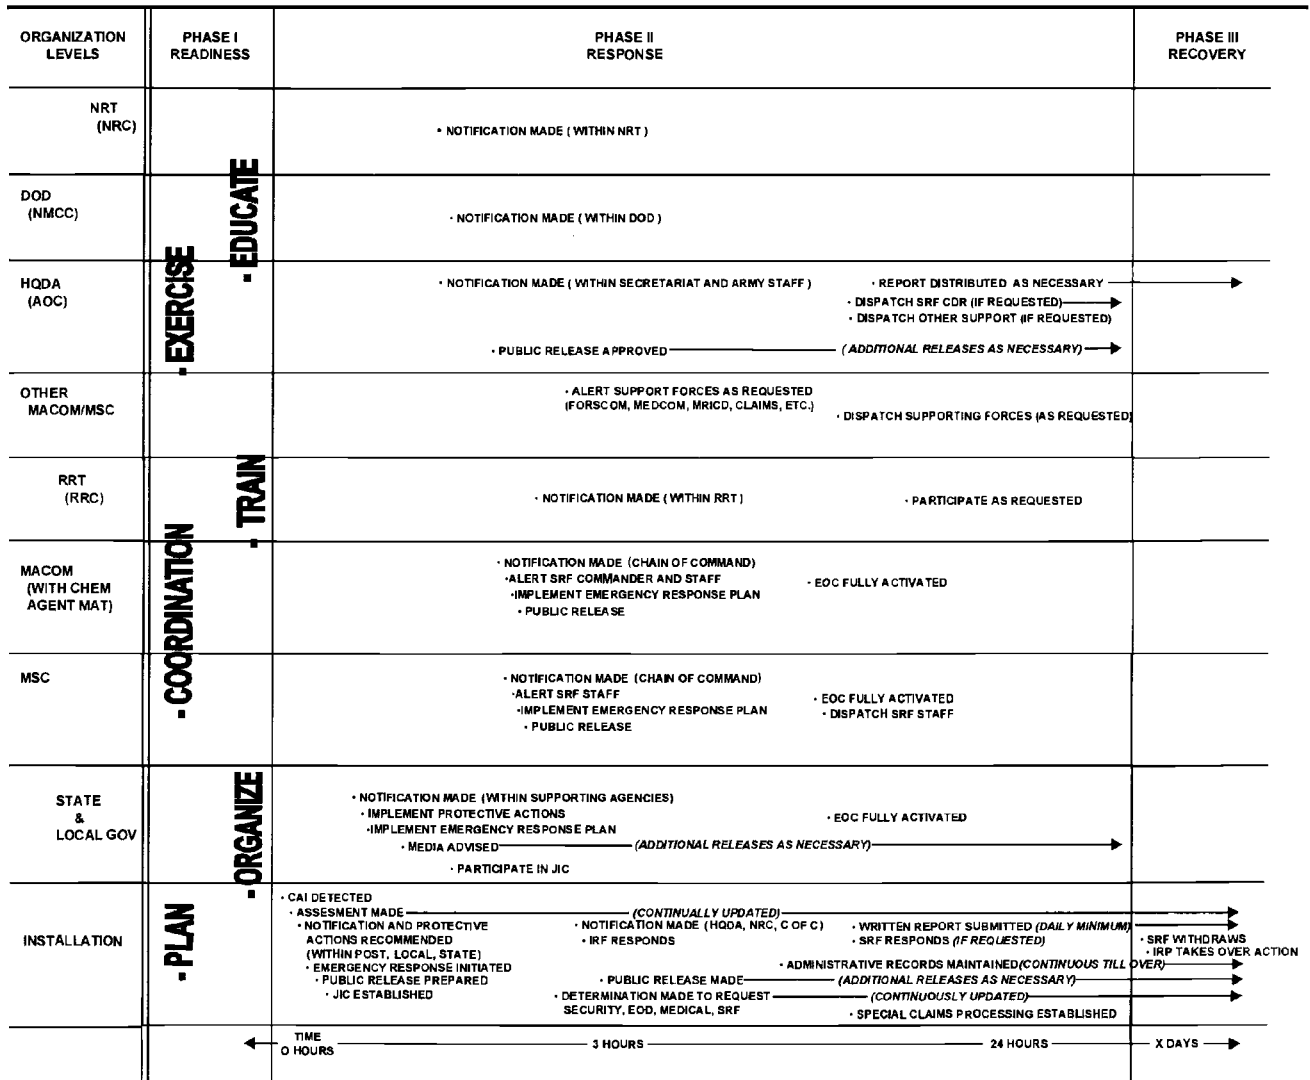 ORGANIZATION
LEVELS
PHASE I
READINESS
PHASE II
RESPONSE
PHASE III
RECOVERY
· PLAN
· COORDINATION
· EXERCISE
· ORGANIZE
· TRAIN
· EDUCATE
NRT
(NRC)
· NOTIFICATION MADE ( WITHIN NRT )
DOD
(NMCC)
· NOTIFICATION MADE ( WITHIN DOD )
HQDA
(AOC)
· NOTIFICATION MADE ( WITHIN SECRETARIAT AND ARMY STAFF )
· REPORT DISTRIBUTED AS NECESSARY
· DISPATCH SRF CDR (IF REQUESTED)
· DISPATCH OTHER SUPPORT (IF REQUESTED)
· PUBLIC RELEASE APPROVED
(ADDITIONAL RELEASES AS NECESSARY)
OTHER
MACOM/MSC
· ALERT SUPPORT FORCES AS REQUESTED
(FORSCOM, MEDCOM, MRICD, CLAIMS, ETC.)
· DISPATCH SUPPORTING FORCES (AS REQUESTED)
RRT
(RRC)
· NOTIFICATION MADE ( WITHIN RRT )
· PARTICIPATE AS REQUESTED
MACOM
(WITH CHEM
AGENT MAT)
· NOTIFICATION MADE (CHAIN OF COMMAND)
·ALERT SRF COMMANDER AND STAFF
·IMPLEMENT EMERGENCY RESPONSE PLAN
· PUBLIC RELEASE
· EOC FULLY ACTIVATED
MSC
· NOTIFICATION MADE (CHAIN OF COMMAND)
·ALERT SRF STAFF
·IMPLEMENT EMERGENCY RESPONSE PLAN
· PUBLIC RELEASE
· EOC FULLY ACTIVATED
· DISPATCH SRF STAFF
STATE
&
LOCAL GOV
· NOTIFICATION MADE (WITHIN SUPPORTING AGENCIES)
· IMPLEMENT PROTECTIVE ACTIONS
·IMPLEMENT EMERGENCY RESPONSE PLAN
· MEDIA ADVISED
(ADDITIONAL RELEASES AS NECESSARY)
· PARTICIPATE IN JIC
· EOC FULLY ACTIVATED
INSTALLATION
· CAI DETECTED
· ASSESMENT MADE
(CONTINUALLY UPDATED)
· NOTIFICATION AND PROTECTIVE
ACTIONS RECOMMENDED
(WITHIN POST, LOCAL, STATE)
· EMERGENCY RESPONSE INITIATED
· PUBLIC RELEASE PREPARED
· JIC ESTABLISHED
· NOTIFICATION MADE (HQDA, NRC, C OF C)
· IRF RESPONDS
· WRITTEN REPORT SUBMITTED (DAILY MINIMUM)
· SRF RESPONDS (IF REQUESTED)
· ADMINISTRATIVE RECORDS MAINTAINED(CONTINUOUS TILL OVER)
· PUBLIC RELEASE MADE
(ADDITIONAL RELEASES AS NECESSARY)
· DETERMINATION MADE TO REQUEST
SECURITY, EOD, MEDICAL, SRF
(CONTINUOUSLY UPDATED)
· SPECIAL CLAIMS PROCESSING ESTABLISHED
· SRF WITHDRAWS
· IRP TAKES OVER ACTION
TIME
O HOURS
3 HOURS
24 HOURS
X DAYS